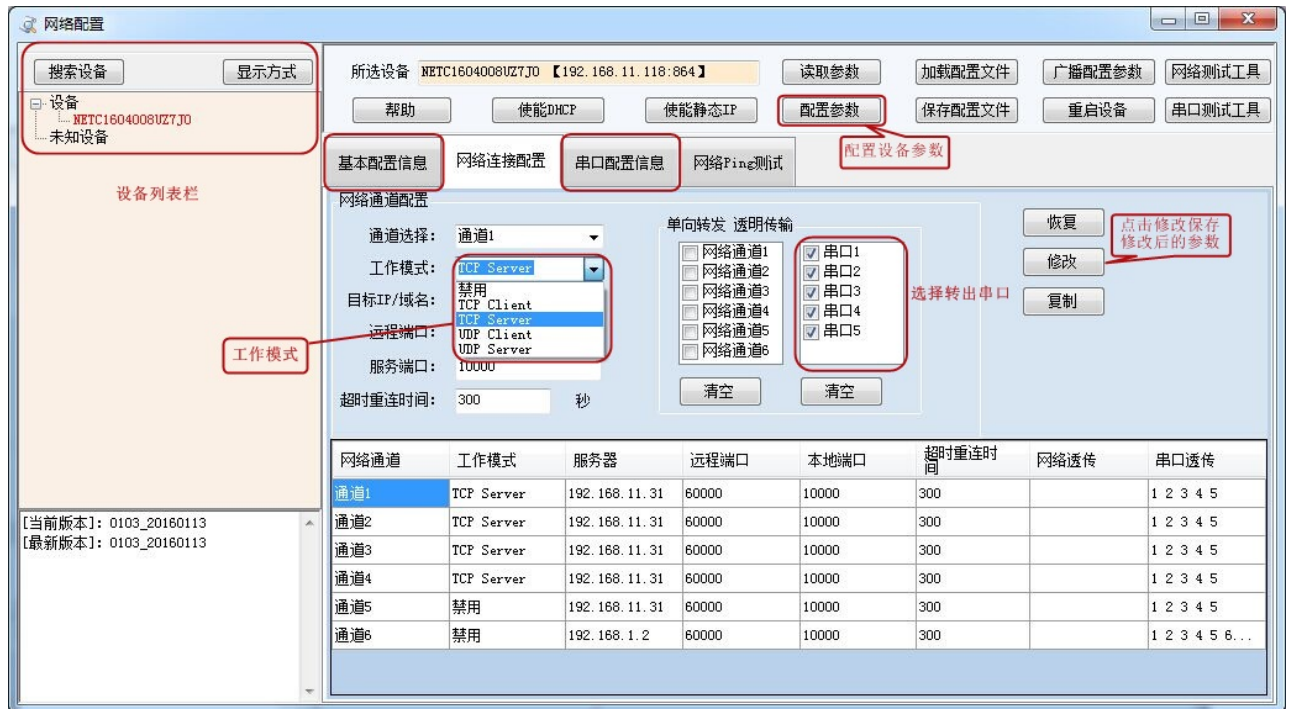 网络配置
搜索设备 显示方式
设备
NETC1604008UZ7J0
未知设备
设备列表栏
所选设备 NETC1604008UZ7J0 【192.168.11.118:864】 读取参数 加载配置文件 广播配置参数 网络测试工具
帮助 使能DHCP 使能静态IP 配置参数 保存配置文件 重启设备 串口测试工具
配置设备参数
基本配置信息 网络连接配置 串口配置信息 网络Ping测试
网络通道配置
通道选择: 通道1
工作模式: TCP Server
禁用
TCP Client
TCP Server
UDP Client
UDP Server
目标IP/域名:
远程端口:
工作模式
服务端口: 10000
超时重连时间: 300 秒
单向转发 透明传输
网络通道1 串口1
网络通道2 串口2
网络通道3 串口3
网络通道4 串口4
网络通道5 串口5
网络通道6
选择转出串口
清空 清空
恢复
修改
复制
点击修改保存
修改后的参数
网络通道 工作模式 服务器 远程端口 本地端口 超时重连时间 网络透传 串口透传
通道1 TCP Server 192.168.11.31 60000 10000 300 1 2 3 4 5
通道2 TCP Server 192.168.11.31 60000 10000 300 1 2 3 4 5
通道3 TCP Server 192.168.11.31 60000 10000 300 1 2 3 4 5
通道4 TCP Server 192.168.11.31 60000 10000 300 1 2 3 4 5
通道5 禁用 192.168.11.31 60000 10000 300 1 2 3 4 5
通道6 禁用 192.168.1.2 60000 10000 300 1 2 3 4 5 6...
[当前版本]: 0103_20160113
[最新版本]: 0103_20160113